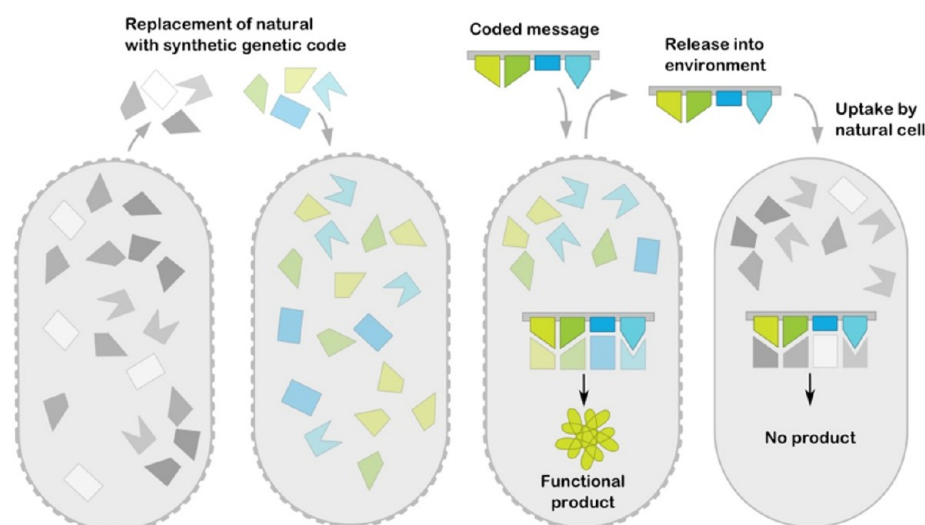 Replacement of natural
with synthetic genetic code
Coded message
Release into
environment
Uptake by
natural cell
Functional
product
No product